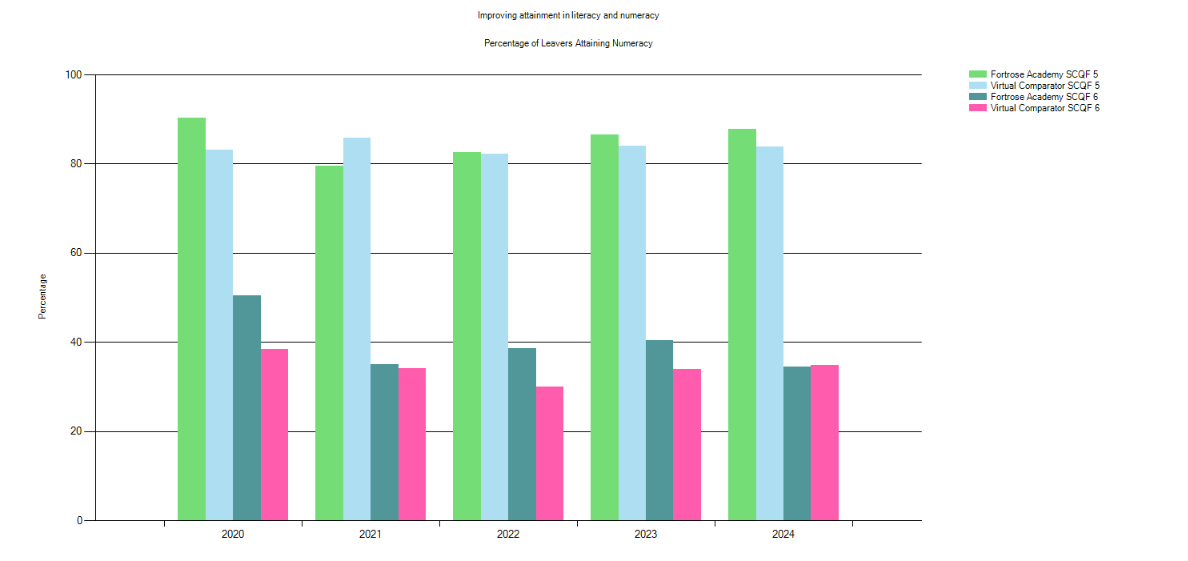 Improving attainment in literacy and numeracy
Percentage of Leavers Attaining Numeracy
Fortrose Academy SCQF 5
Virtual Comparator SCQF 5
Fortrose Academy SCQF 6
Virtual Comparator SCQF 6
Percentage
100
80
60
40
20
0
2020 2021 2022 2023 2024